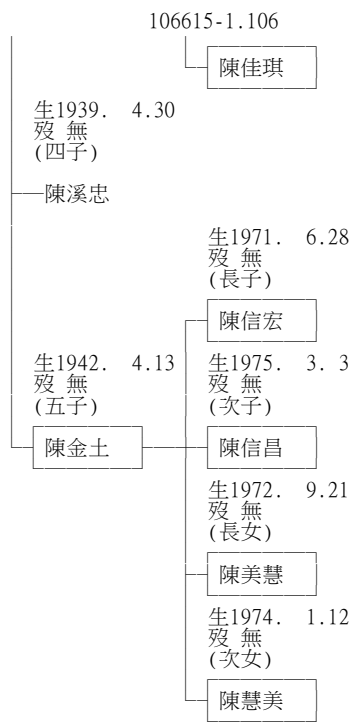 106615-1.106
陳佳琪
生1939. 4.30
歿 無
(四子)
陳溪忠
生1971. 6.28
歿 無
(長子)
陳信宏
生1942. 4.13
歿 無
(五子)
陳金土
生1975. 3. 3
歿 無
(次子)
陳信昌
生1972. 9.21
歿 無
(長女)
陳美慧
生1974. 1.12
歿 無
(次女)
陳慧美